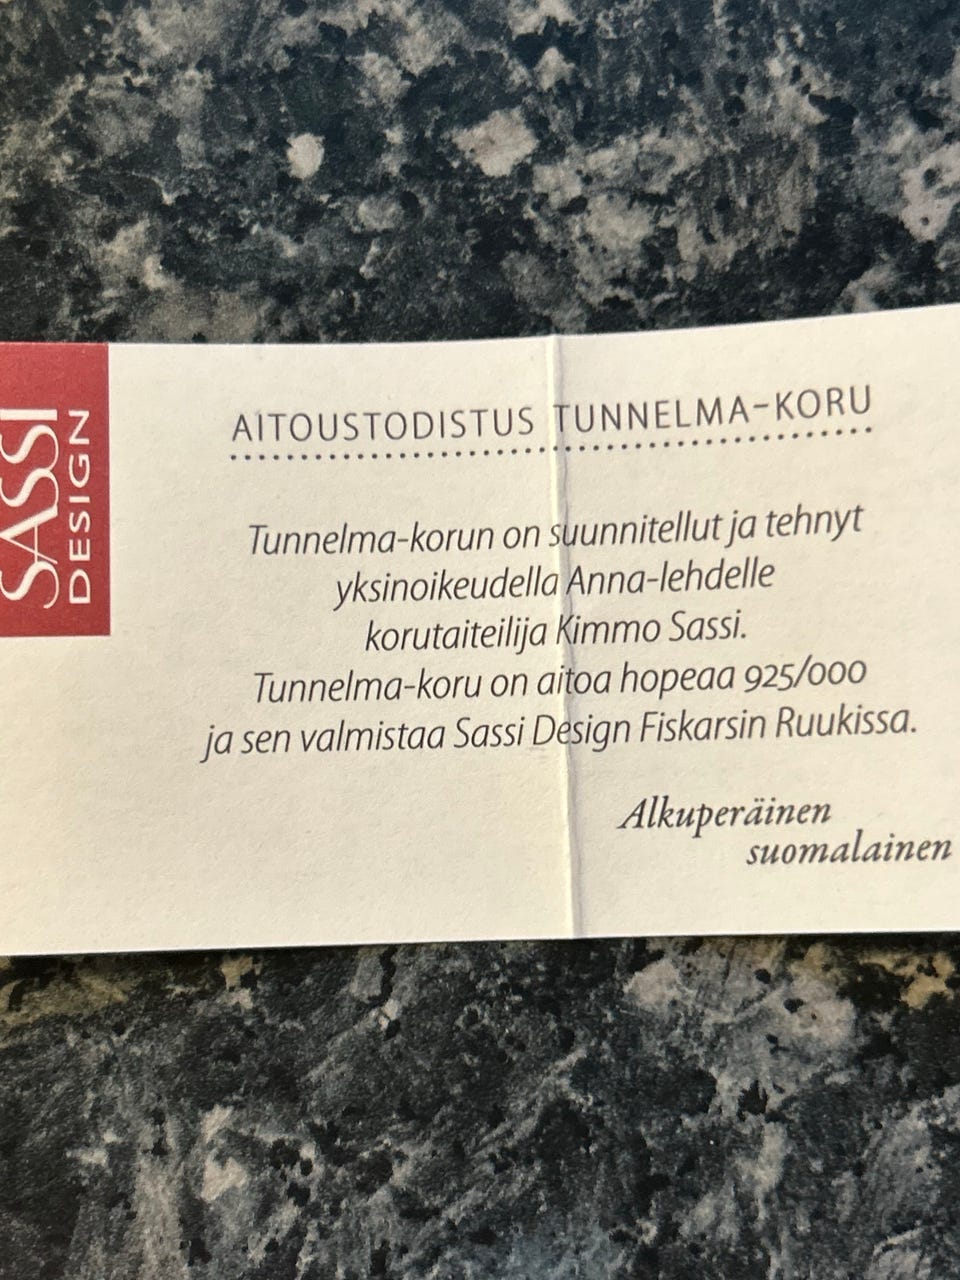 SASSI
DESIGN
AITOUSTODISTUS TUNNELMA-KORU
Tunnelma-korun on suunnitellut ja tehnyt
yksinoikeudella Anna-lehdelle
korutaiteilija Kimmo Sassi.
Tunnelma-koru on aitoa hopeaa 925/000
ja sen valmistaa Sassi Design Fiskarsin Ruukissa.
Alkuperäinen
suomalainen